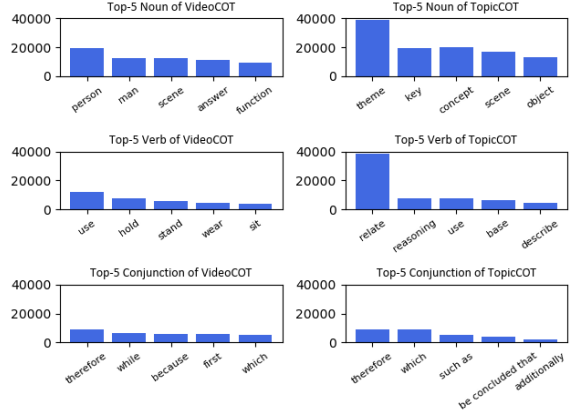 Top-5 Noun of VideoCOT
40000
20000
0
person man scene answer function
Top-5 Noun of TopicCOT
40000
20000
0
theme key concept scene object
Top-5 Verb of VideoCOT
40000
20000
0
use hold stand wear sit
Top-5 Verb of TopicCOT
40000
20000
0
relate reasoning use base describe
Top-5 Conjunction of VideoCOT
40000
20000
0
therefore while because first which
Top-5 Conjunction of TopicCOT
40000
20000
0
therefore which such as be concluded that additionally